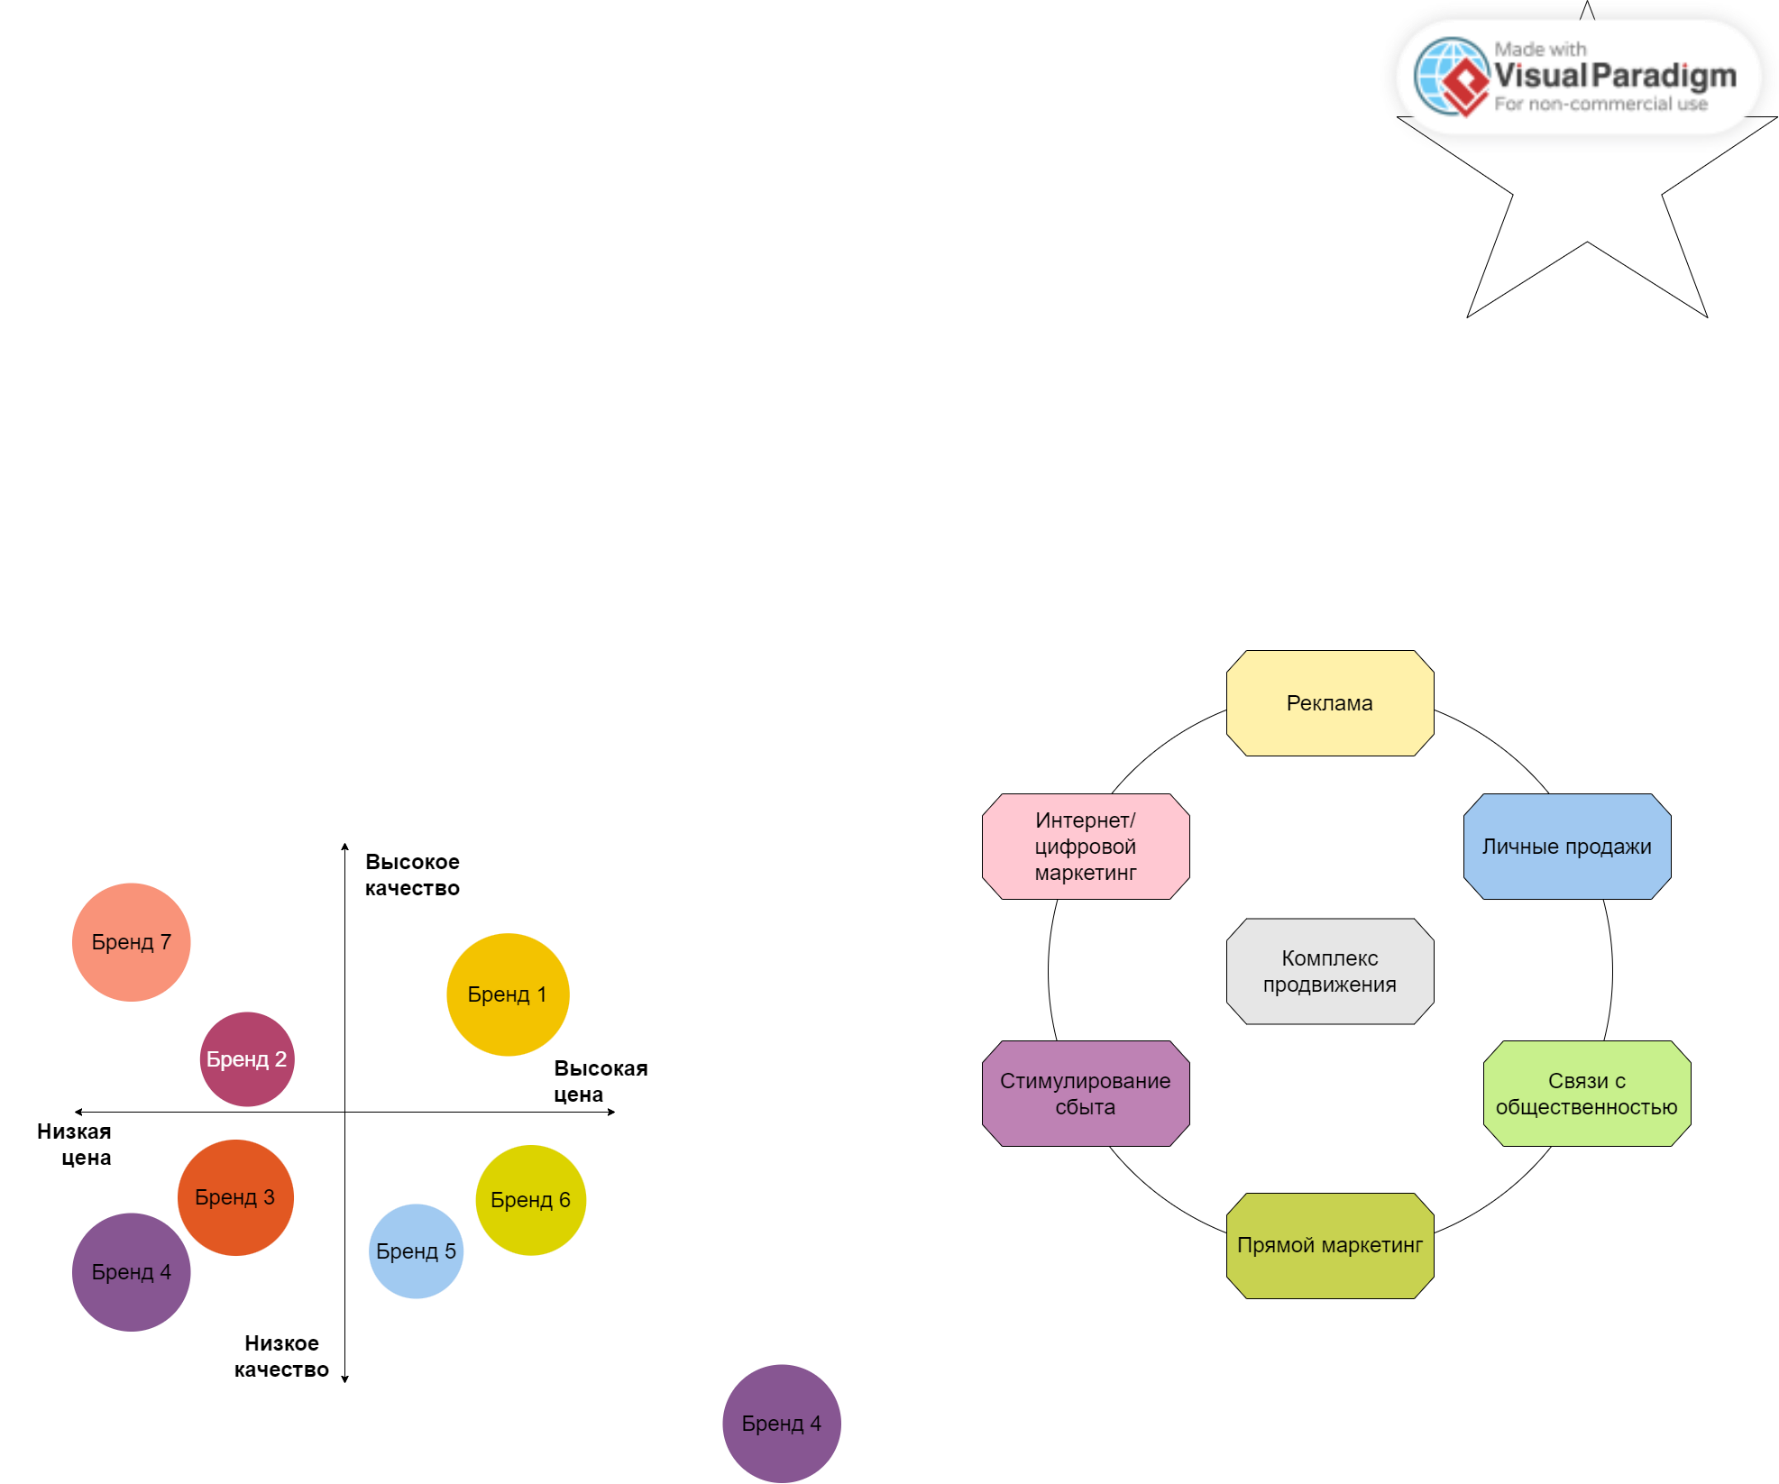 Made with
Visual Paradigm
For non-commercial use
Реклама
Интернет/
цифровой
маркетинг
Личные продажи
Комплекс
продвижения
Стимулирование
сбыта
Связи с
общественностью
Прямой маркетинг
Высокое
качество
Бренд 7
Бренд 1
Бренд 2
Высокая
цена
Низкая
цена
Бренд 3
Бренд 6
Бренд 5
Бренд 4
Низкое
качество
Бренд 4